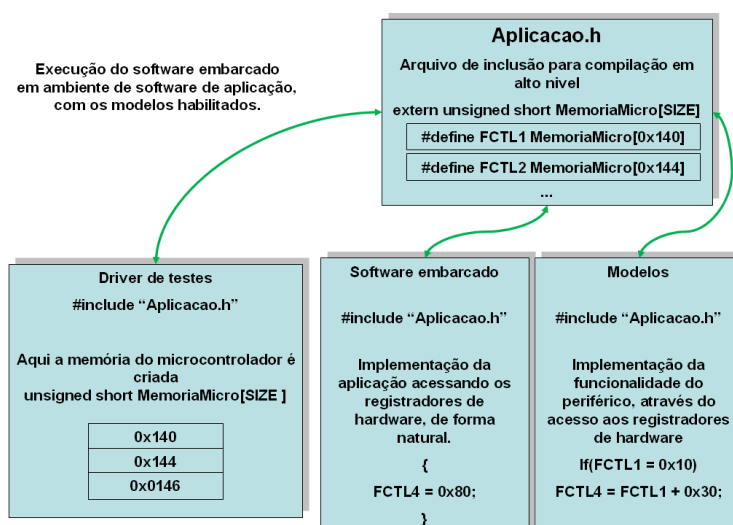 Execução do software embarcado
em ambiente de software de aplicação,
com os modelos habilitados.
Aplicacao.h
Arquivo de inclusão para compilação em
alto nivel
extern unsigned short MemoriaMicro[SIZE]
#define FCTL1 MemoriaMicro[0x140]
#define FCTL2 MemoriaMicro[0x144]
...
Driver de testes
#include “Aplicacao.h”
Aqui a memória do microcontrolador é
criada
unsigned short MemoriaMicro[SIZE ]
0x140
0x144
0x0146
Software embarcado
#include “Aplicacao.h”
Implementação da
aplicação acessando os
registradores de
hardware, de forma
natural.
{
FCTL4 = 0x80;
}
Modelos
#include “Aplicacao.h”
Implementação da
funcionalidade do
periférico, através do
acesso aos registradores
de hardware
If(FCTL1 = 0x10)
FCTL4 = FCTL1 + 0x30;